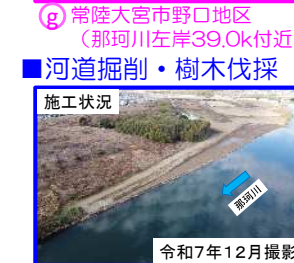 ⓖ常陸大宮市野口地区
（那珂川左岸39.0k付近
■河道掘削・樹木伐採
施工状況
那珂川
令和7年12月撮影